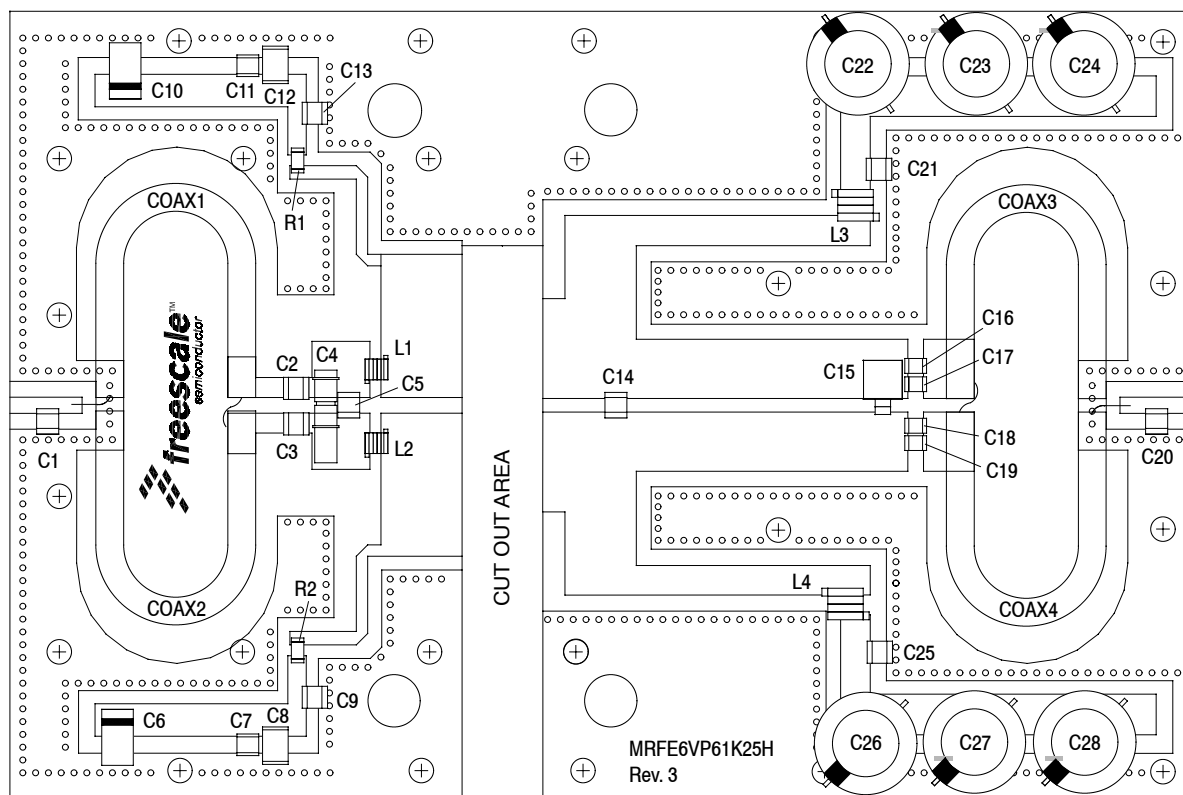 C22
C23
C24
C10
C11
C12
C13
C21
R1
COAX1
COAX3
L3
freescale™
semiconductor
C16
C17
C2
C4
L1
C5
C15
C14
C1
C3
L2
C18
C19
C20
CUT OUT AREA
R2
L4
COAX2
COAX4
C25
C9
C6
C7
C8
C26
C27
C28
MRFE6VP61K25H
Rev. 3